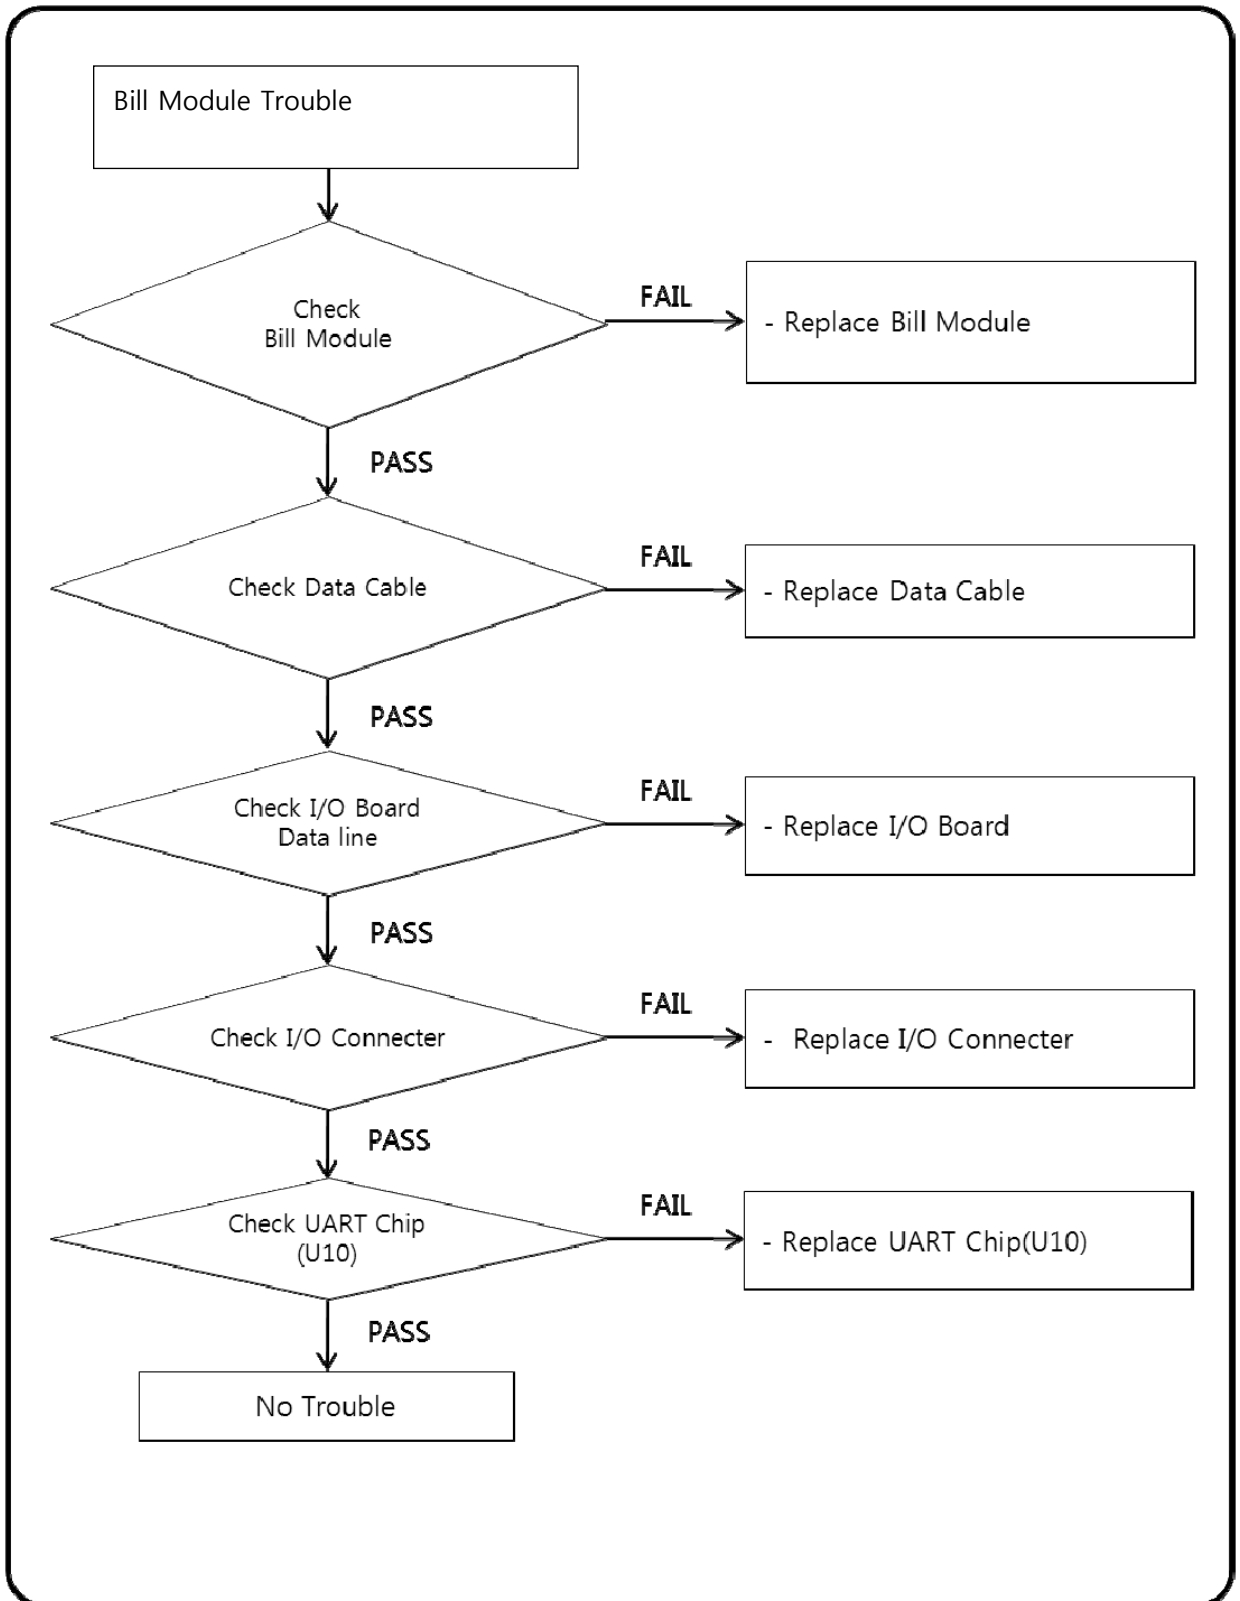 Bill Module Trouble
Check
Bill Module
FAIL
- Replace Bill Module
PASS
Check Data Cable
FAIL
- Replace Data Cable
PASS
Check I/O Board
Data line
FAIL
- Replace I/O Board
PASS
Check I/O Connecter
FAIL
- Replace I/O Connecter
PASS
Check UART Chip
(U10)
FAIL
- Replace UART Chip(U10)
PASS
No Trouble